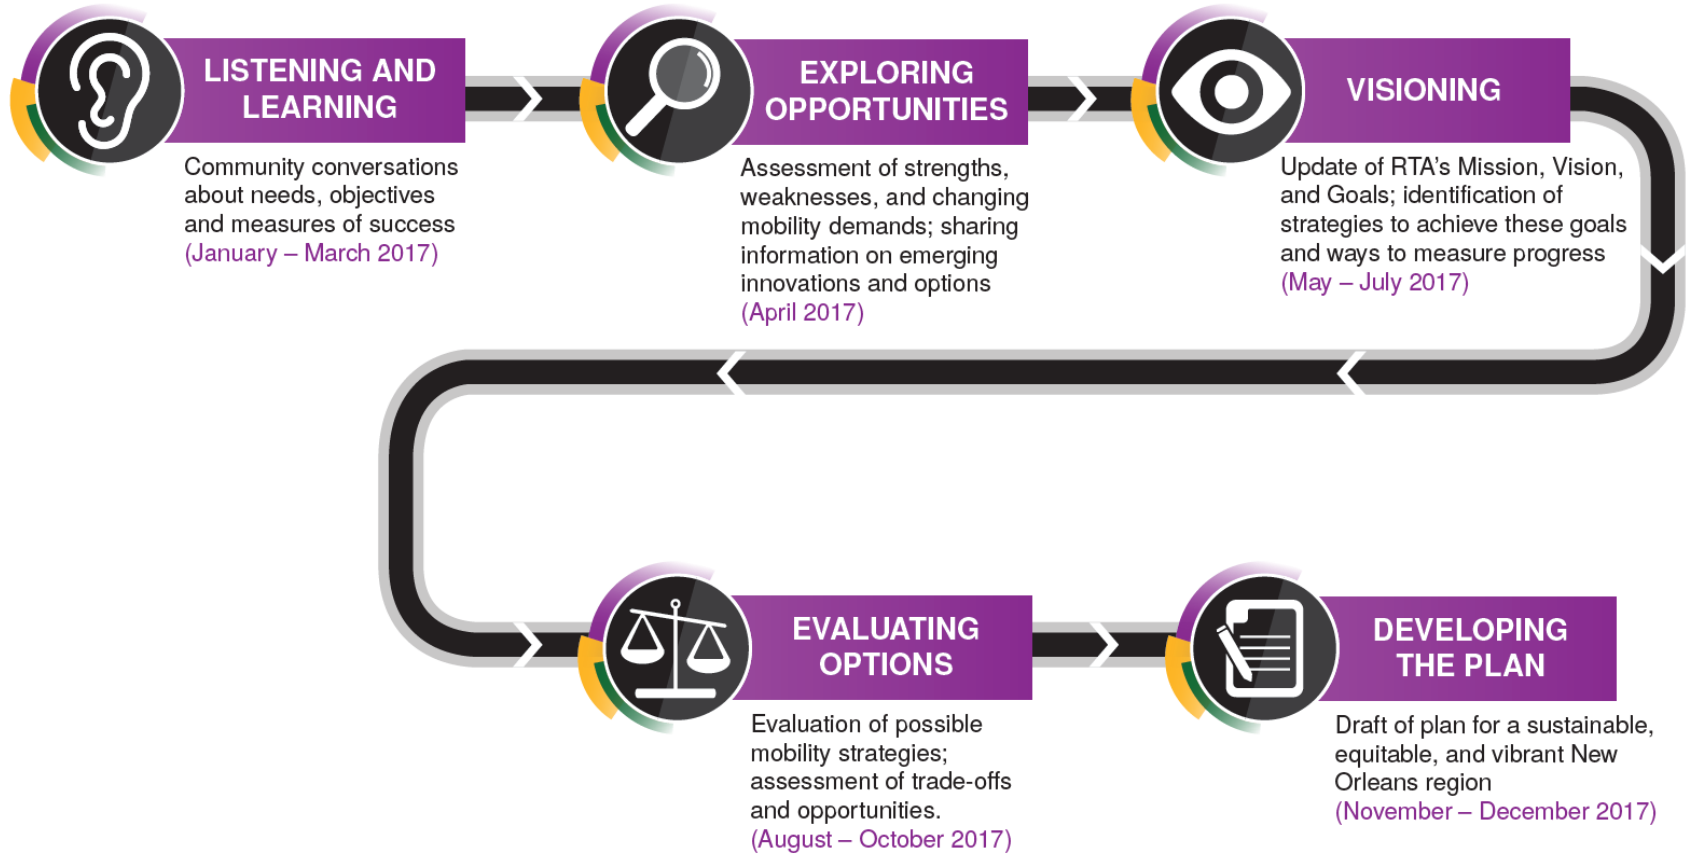 LISTENING AND
LEARNING
Community conversations
about needs, objectives
and measures of success
(January – March 2017)
EXPLORING
OPPORTUNITIES
Assessment of strengths,
weaknesses, and changing
mobility demands; sharing
information on emerging
innovations and options
(April 2017)
VISIONING
Update of RTA’s Mission, Vision,
and Goals; identification of
strategies to achieve these goals
and ways to measure progress
(May – July 2017)
EVALUATING
OPTIONS
Evaluation of possible
mobility strategies;
assessment of trade-offs
and opportunities.
(August – October 2017)
DEVELOPING
THE PLAN
Draft of plan for a sustainable,
equitable, and vibrant New
Orleans region
(November – December 2017)